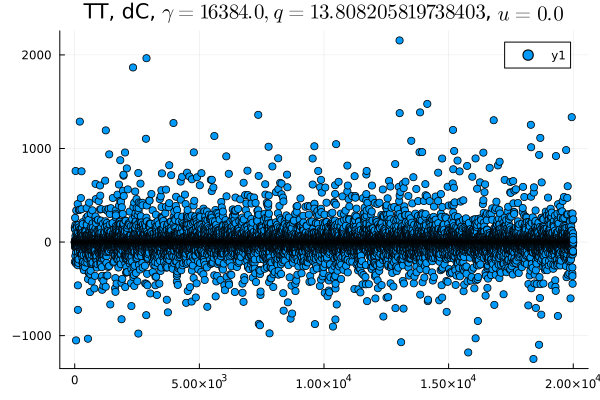 TT, dC, γ = 16384.0, q = 13.808205819738403, u = 0.0
2000
1000
0
−1000
y1
0 5.00×10³ 1.00×10⁴ 1.50×10⁴ 2.00×10⁴